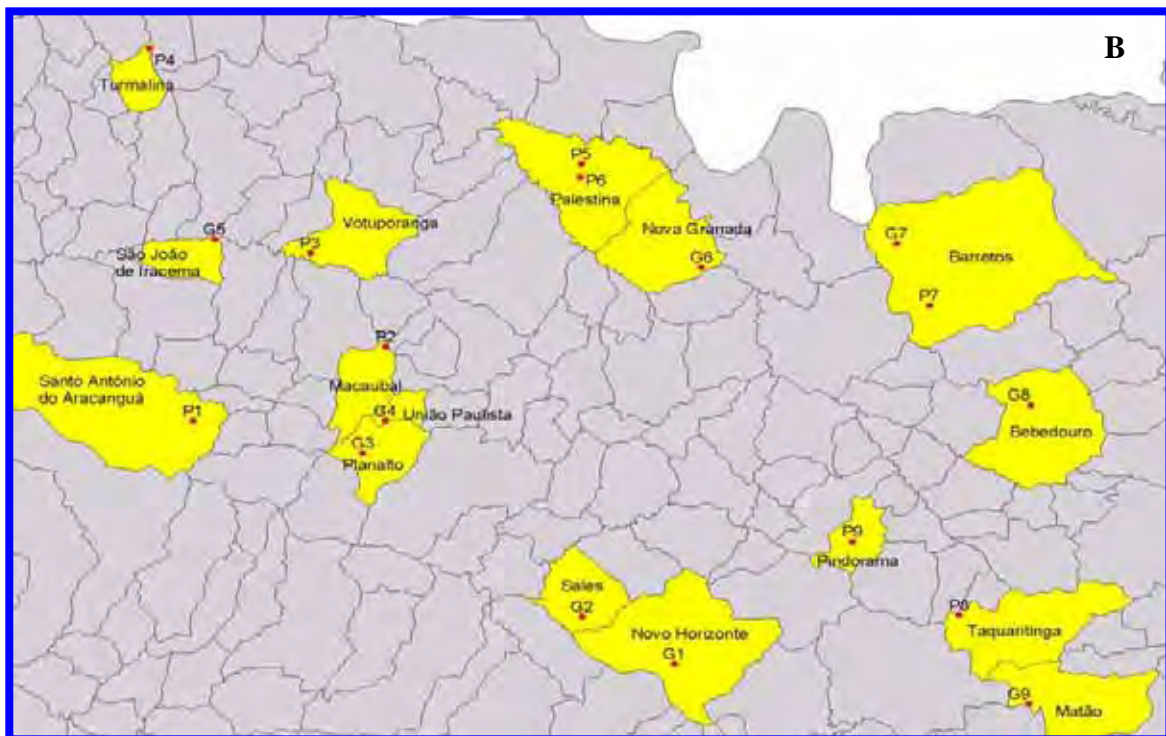 B
P4
Turmalina
P5
P6
Palestina
Votuporanga
P3
G5
São João
de Iracema
Nova Granada
G6
G7
Barretos
P7
P2
Macaubal
Santo Antônio
do Aracanguá
P1
G4
União Paulista
G3
Planalto
G8
Bebedouro
P9
Pindorama
Sales
G2
Novo Horizonte
G1
P8
Taquaritinga
G9
Matão